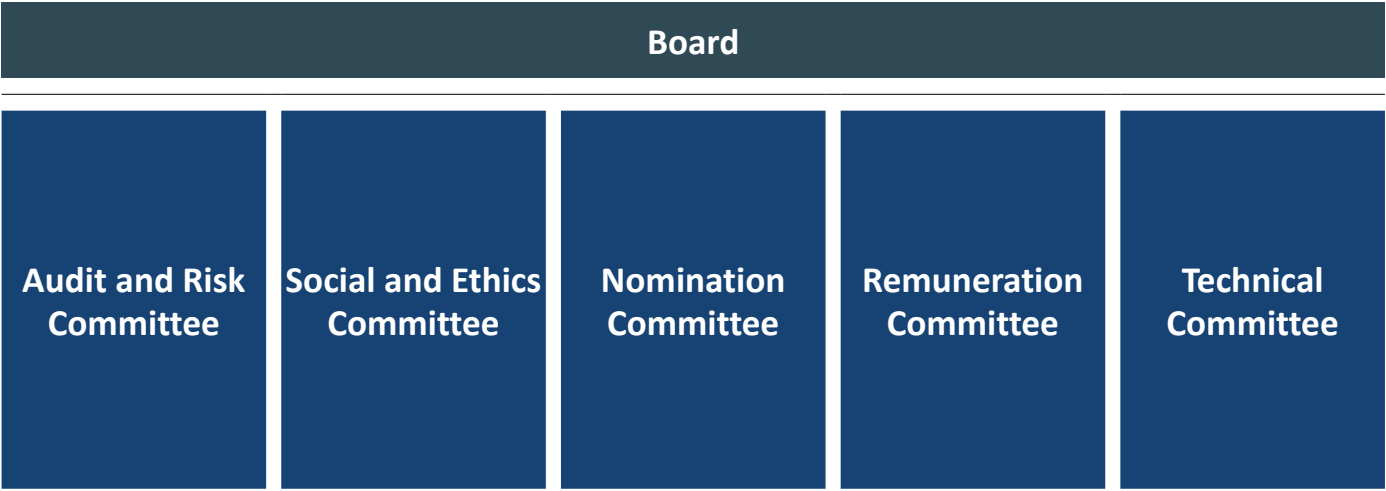 Board
Audit and Risk
Committee
Social and Ethics
Committee
Nomination
Committee
Remuneration
Committee
Technical
Committee